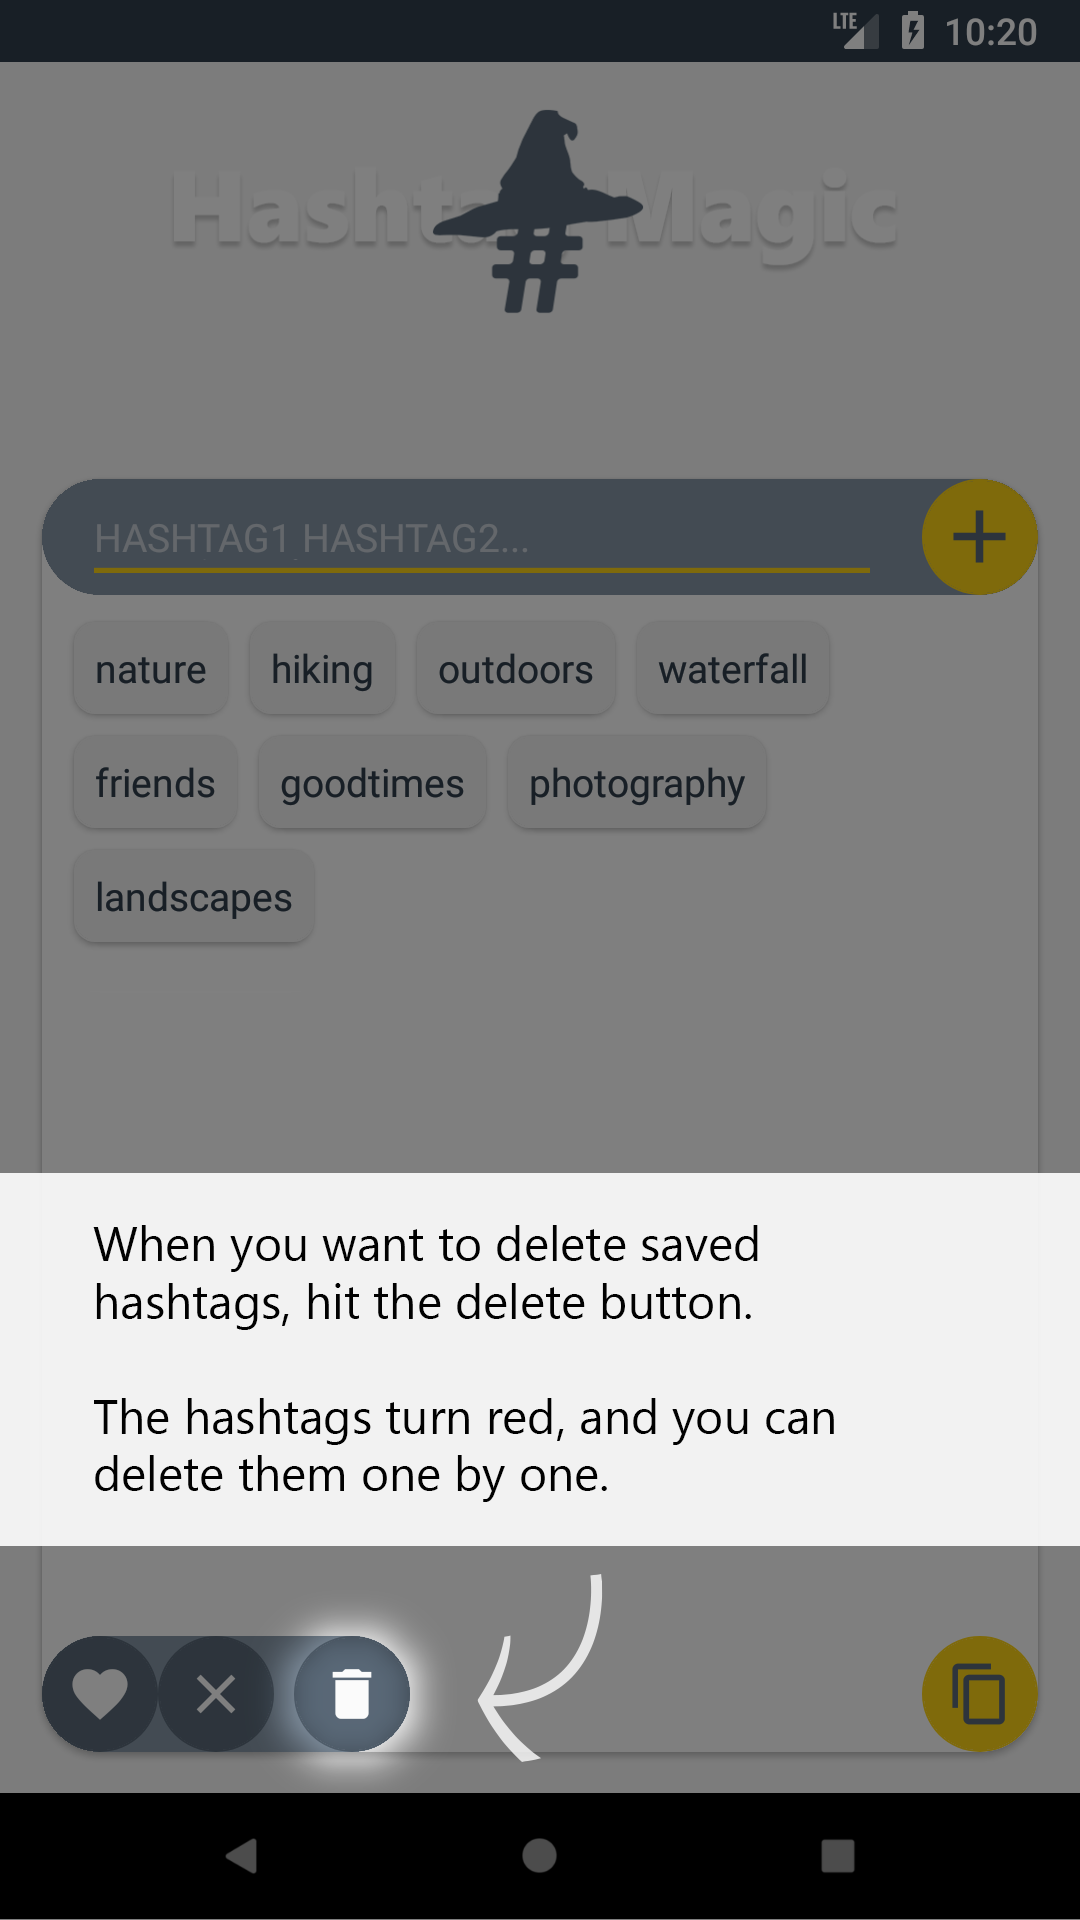 LTE 10:20
Hashtag Magic
#
HASHTAG1 HASHTAG2...
nature hiking outdoors waterfall
friends goodtimes photography
landscapes
When you want to delete saved
hashtags, hit the delete button.
The hashtags turn red, and you can
delete them one by one.